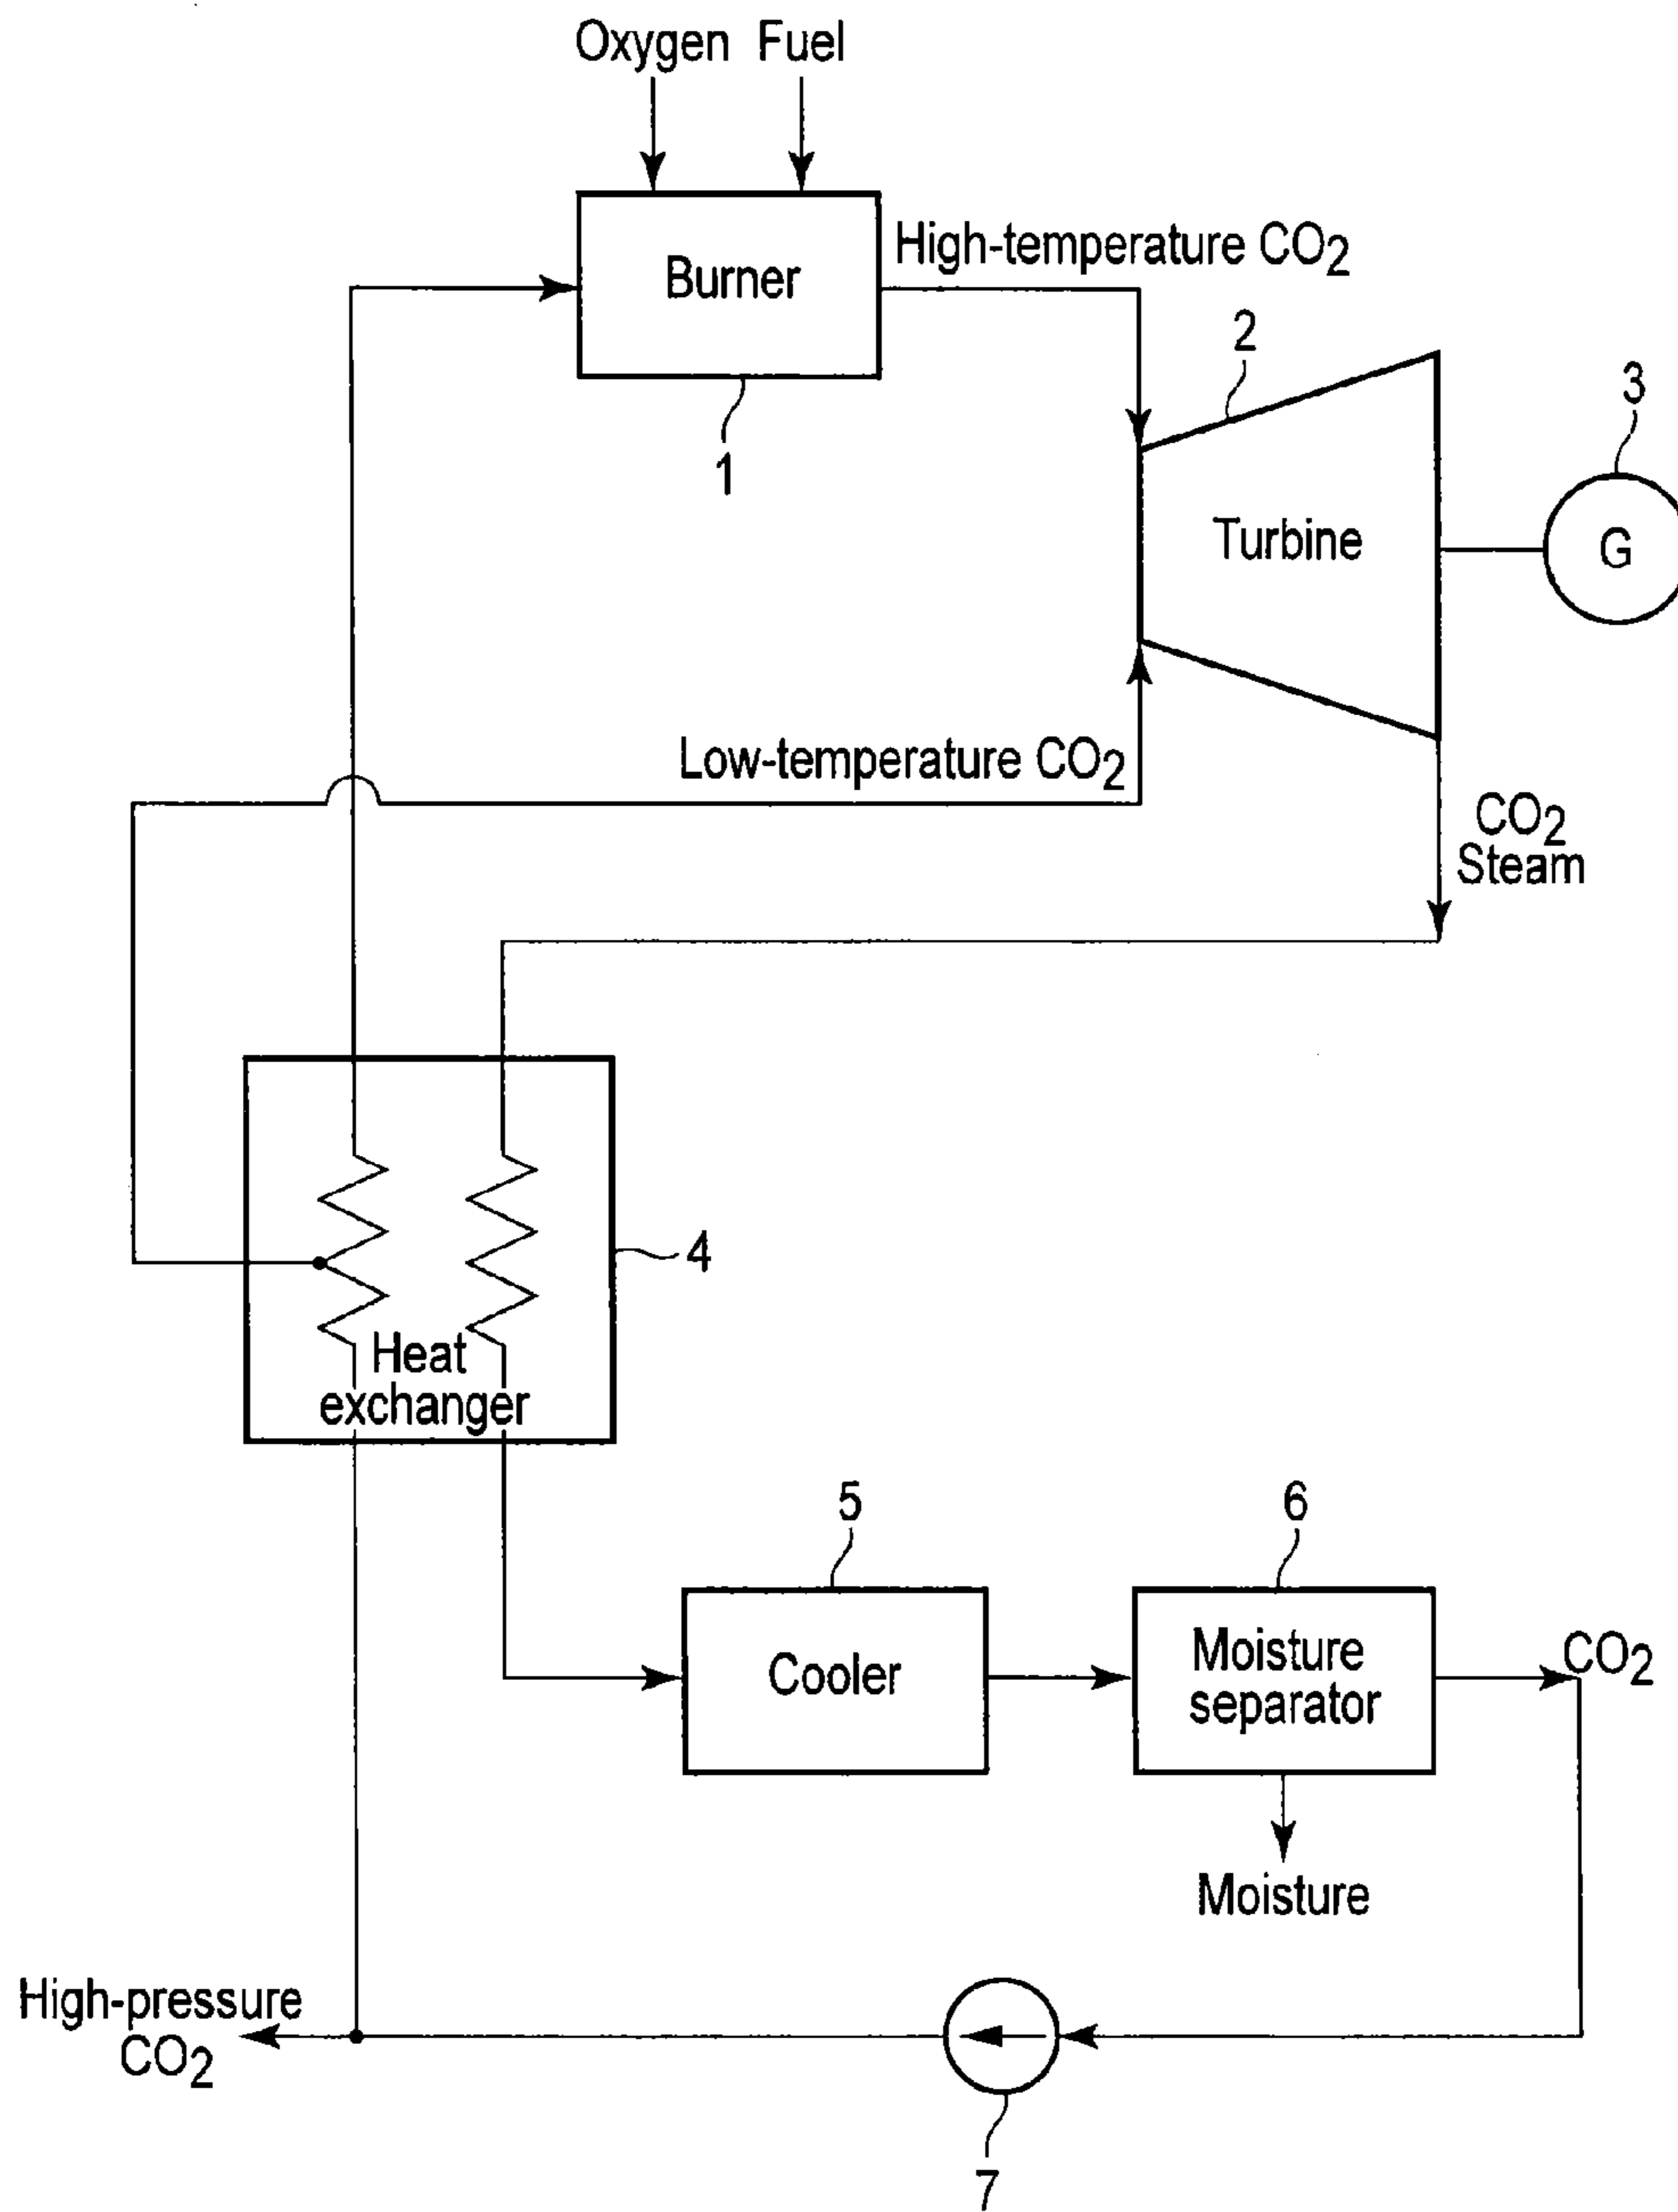 Oxygen Fuel
Burner
High-temperature CO2
1
2
3
Turbine
G
Low-temperature CO2
CO2
Steam
4
Heat
exchanger
5
6
Cooler
Moisture
separator
CO2
Moisture
High-pressure
CO2
7